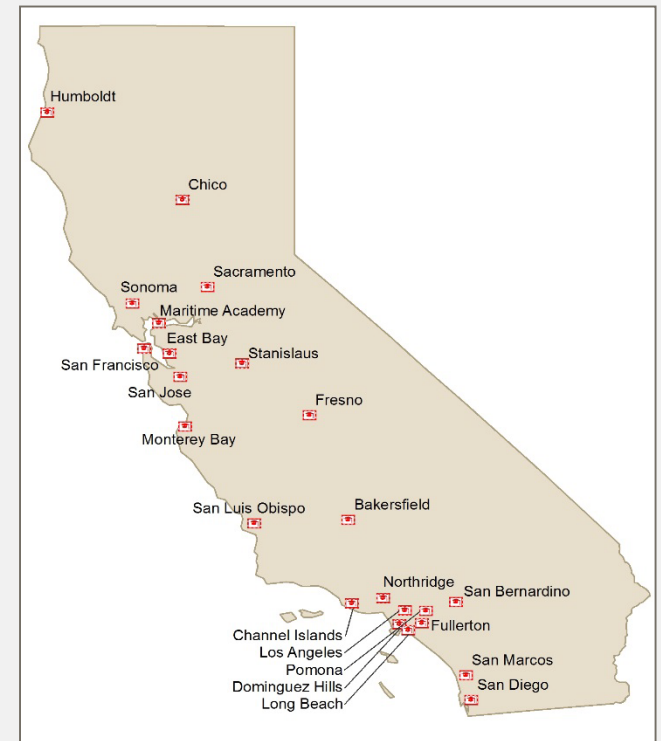 Humboldt
Chico
Sacramento
Sonoma
Maritime Academy
East Bay
Stanislaus
San Francisco
San Jose
Fresno
Monterey Bay
San Luis Obispo
Bakersfield
Northridge
San Bernardino
Channel Islands
Fullerton
Los Angeles
Pomona
Dominguez Hills
Long Beach
San Marcos
San Diego